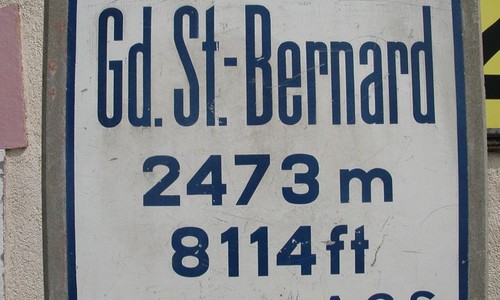 Gd. St.-Bernard
2473 m
8114 ft